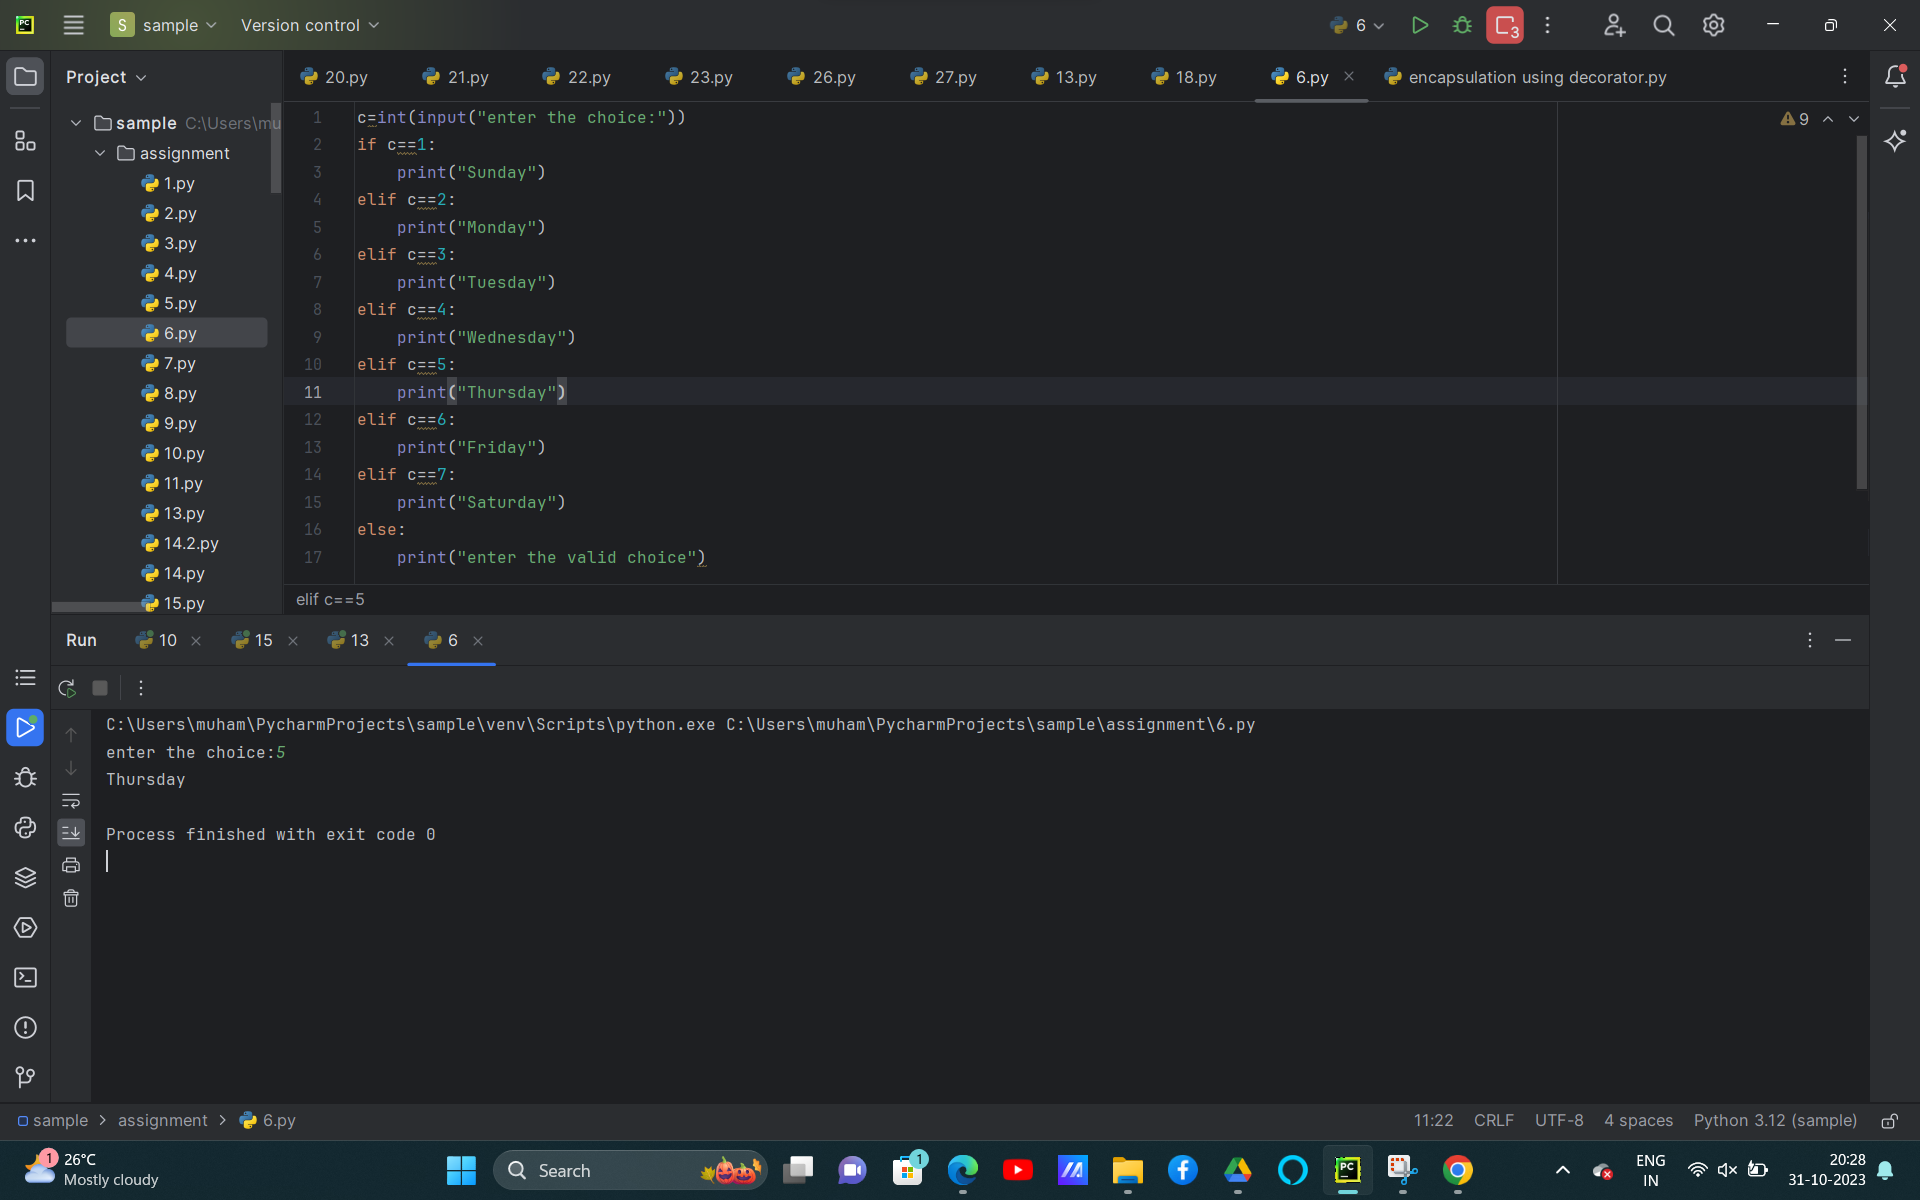 PC
S sample Version control 6 3
Project
20.py 21.py 22.py 23.py 26.py 27.py 13.py 18.py 6.py encapsulation using decorator.py
sample C:\Users\mu
assignment
1.py
2.py
3.py
4.py
5.py
6.py
7.py
8.py
9.py
10.py
11.py
13.py
14.2.py
14.py
15.py
9
1 c=int(input("enter the choice:"))
2 if c==1:
3     print("Sunday")
4 elif c==2:
5     print("Monday")
6 elif c==3:
7     print("Tuesday")
8 elif c==4:
9     print("Wednesday")
10 elif c==5:
11     print("Thursday")
12 elif c==6:
13     print("Friday")
14 elif c==7:
15     print("Saturday")
16 else:
17     print("enter the valid choice")
elif c==5
Run 10 15 13 6
C:\Users\muham\PycharmProjects\sample\venv\Scripts\python.exe C:\Users\muham\PycharmProjects\sample\assignment\6.py
enter the choice:5
Thursday
Process finished with exit code 0
sample > assignment > 6.py
11:22 CRLF UTF-8 4 spaces Python 3.12 (sample)
1 26°C
Mostly cloudy
Search
1
PC
ENG
IN
20:28
31-10-2023